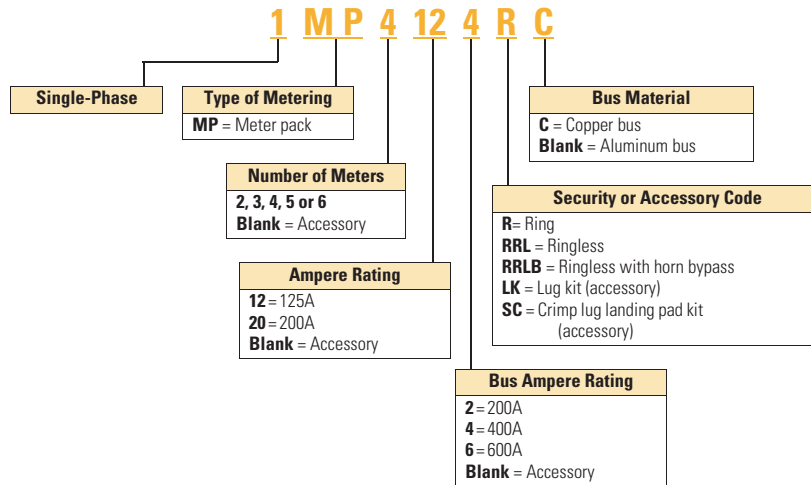 1 MP 4 12 4 R C
Single-Phase
Type of Metering
MP = Meter pack
Number of Meters
2, 3, 4, 5 or 6
Blank = Accessory
Ampere Rating
12 = 125A
20 = 200A
Blank = Accessory
Bus Ampere Rating
2 = 200A
4 = 400A
6 = 600A
Blank = Accessory
Security or Accessory Code
R= Ring
RRL = Ringless
RRLB = Ringless with horn bypass
LK = Lug kit (accessory)
SC = Crimp lug landing pad kit
(accessory)
Bus Material
C = Copper bus
Blank = Aluminum bus